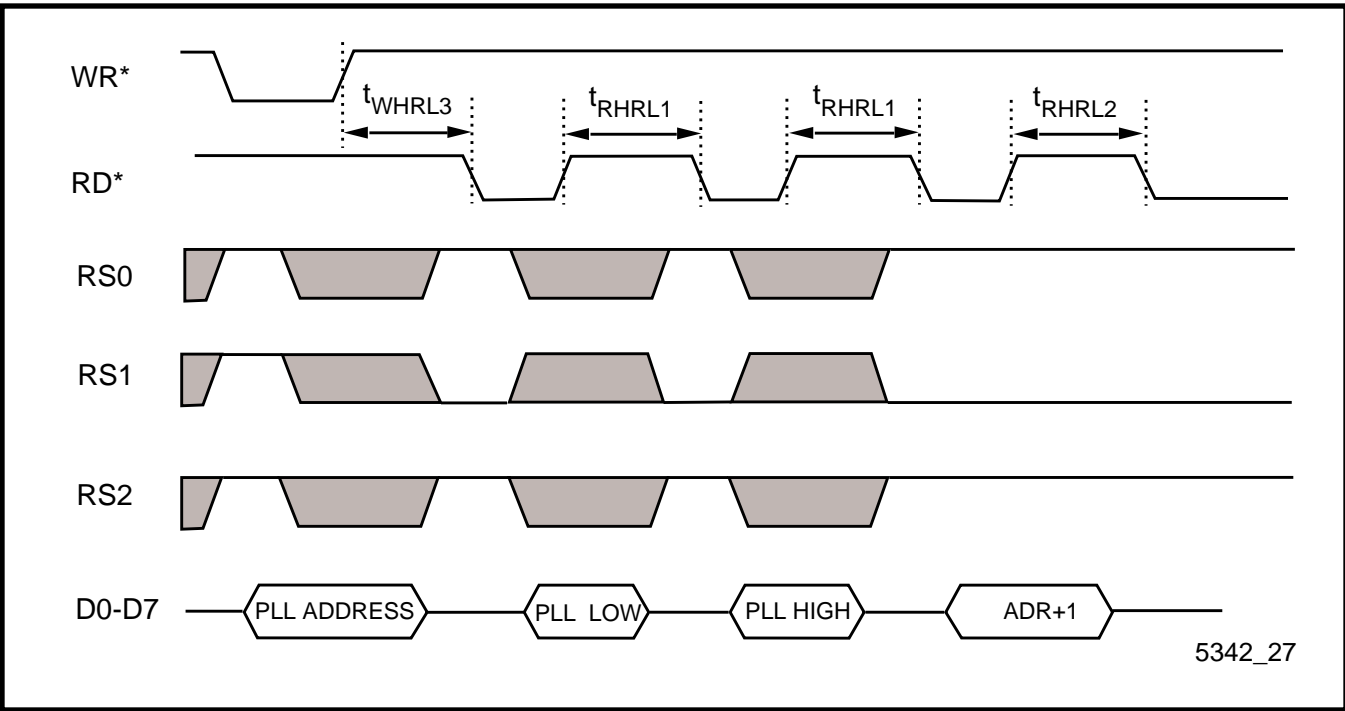 WR*
tWHRL3
tRHRL1
tRHRL1
tRHRL2
RD*
RS0
RS1
RS2
D0-D7
PLL ADDRESS
PLL LOW
PLL HIGH
ADR+1
5342_27